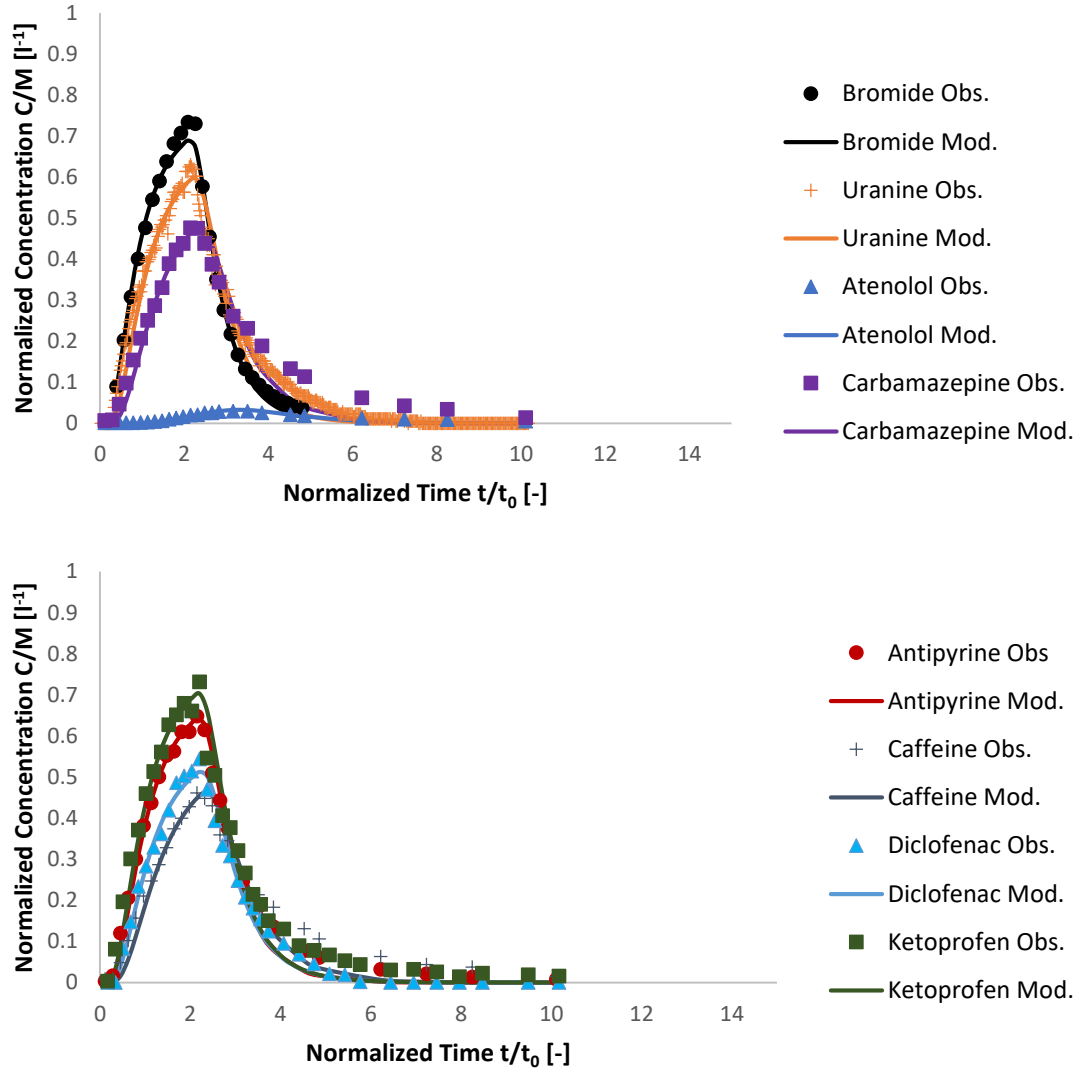 Normalized Concentration C/M [l⁻¹]
1
0.9
0.8
0.7
0.6
0.5
0.4
0.3
0.2
0.1
0
0 2 4 6 8 10 12 14
Normalized Time t/t₀ [-]
Bromide Obs.
Bromide Mod.
Uranine Obs.
Uranine Mod.
Atenolol Obs.
Atenolol Mod.
Carbamazepine Obs.
Carbamazepine Mod.
Normalized Concentration C/M [l⁻¹]
1
0.9
0.8
0.7
0.6
0.5
0.4
0.3
0.2
0.1
0
0 2 4 6 8 10 12 14
Normalized Time t/t₀ [-]
Antipyrine Obs
Antipyrine Mod.
Caffeine Obs.
Caffeine Mod.
Diclofenac Obs.
Diclofenac Mod.
Ketoprofen Obs.
Ketoprofen Mod.